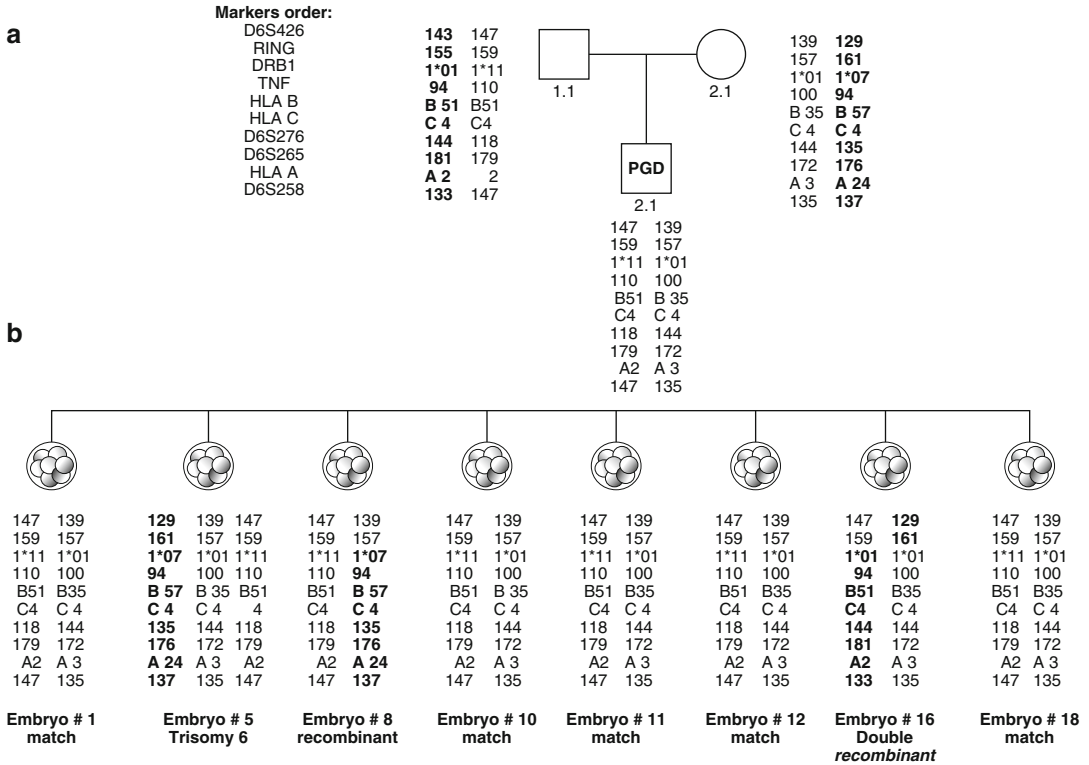 a
Markers order:
D6S426
RING
DRB1
TNF
HLA B
HLA C
D6S276
D6S265
HLA A
D6S258
143 147
155 159
1*01 1*11
94 110
B 51 B51
C 4 C4
144 118
181 179
A 2 2
133 147
1.1
2.1
139 129
157 161
1*01 1*07
100 94
B 35 B 57
C 4 C 4
144 135
172 176
A 3 A 24
135 137
PGD
2.1
147 139
159 157
1*11 1*01
110 100
B51 B 35
C4 C 4
118 144
179 172
A2 A 3
147 135
b
147 139
159 157
1*11 1*01
110 100
B51 B35
C4 C 4
118 144
179 172
A2 A 3
147 135
Embryo # 1
match
129 139 147
161 157 159
1*07 1*01 1*11
94 100 110
B 57 B 35 B51
C 4 C 4 4
135 144 118
176 172 179
A 24 A 3 A2
137 135 147
Embryo # 5
Trisomy 6
147 139
159 157
1*11 1*07
110 94
B51 B 57
C4 C 4
118 135
179 176
A2 A 24
147 137
Embryo # 8
recombinant
147 139
159 157
1*11 1*01
110 100
B51 B 35
C4 C 4
118 144
179 172
A2 A 3
147 135
Embryo # 10
match
147 139
159 157
1*11 1*01
110 100
B51 B35
C4 C 4
118 144
179 172
A2 A 3
147 135
Embryo # 11
match
147 139
159 157
1*11 1*01
110 100
B51 B 35
C4 C 4
118 144
179 172
A2 A 3
147 135
Embryo # 12
match
147 129
159 161
1*01 1*01
94 100
B51 B35
C4 C 4
144 144
181 172
A2 A 3
133 135
Embryo # 16
Double
recombinant
147 139
159 157
1*11 1*01
110 100
B51 B35
C4 C 4
118 144
179 172
A2 A 3
147 135
Embryo # 18
match